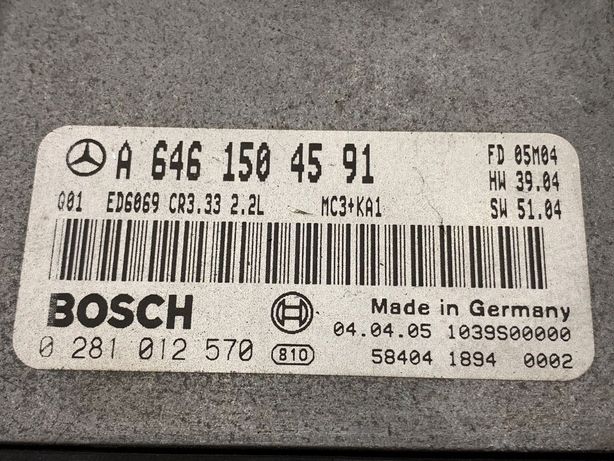 A 646 150 45 91 FD 05M04
HW 39.04
Q01 ED6069 CR3.33 2.2L MC3+KA1 SW 51.04
BOSCH Made in Germany
04.04.05 1039S00000
0 281 012 570 810 58404 1894 0002